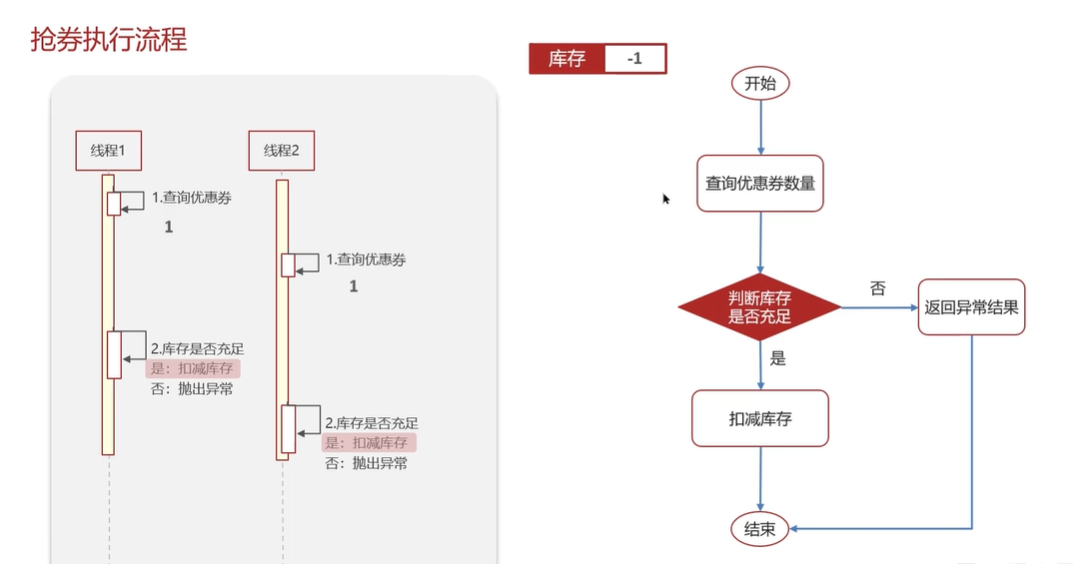 抢券执行流程
库存 -1
线程1
线程2
1.查询优惠券
1
1.查询优惠券
1
2.库存是否充足
是：扣减库存
否：抛出异常
2.库存是否充足
是：扣减库存
否：抛出异常
开始
查询优惠券数量
判断库存
是否充足
否
返回异常结果
是
扣减库存
结束